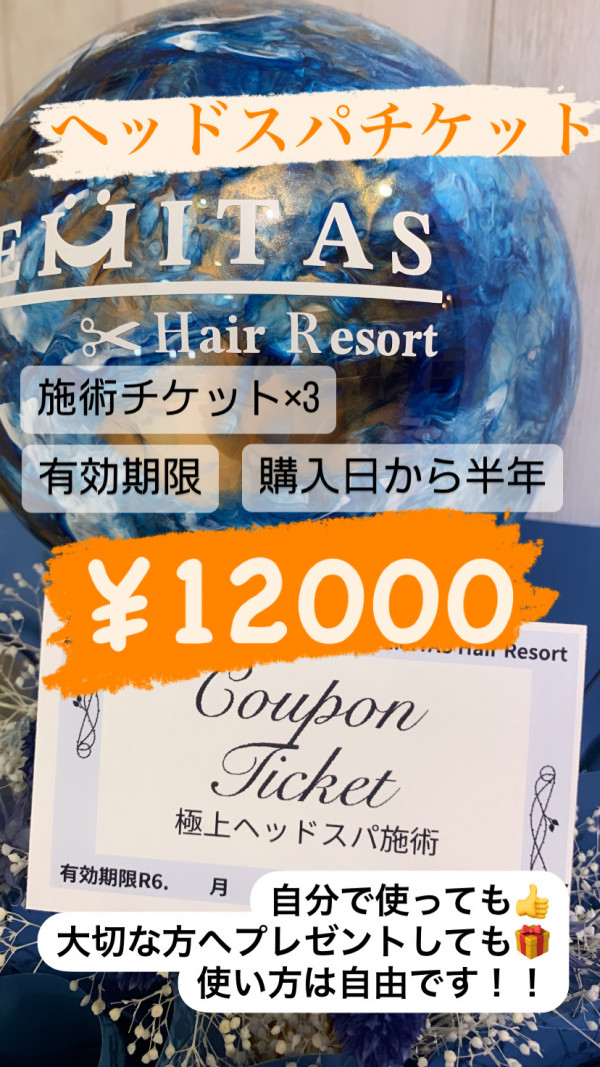 ヘッドスパチケット
EMITAS
Hair Resort
施術チケット×3
有効期限 購入日から半年
¥12000
Hair Resort
Coupon
Ticket
極上ヘッドスパ施術
有効期限R6. 月
自分で使っても👍
大切な方へプレゼントしても🎁
使い方は自由です！！